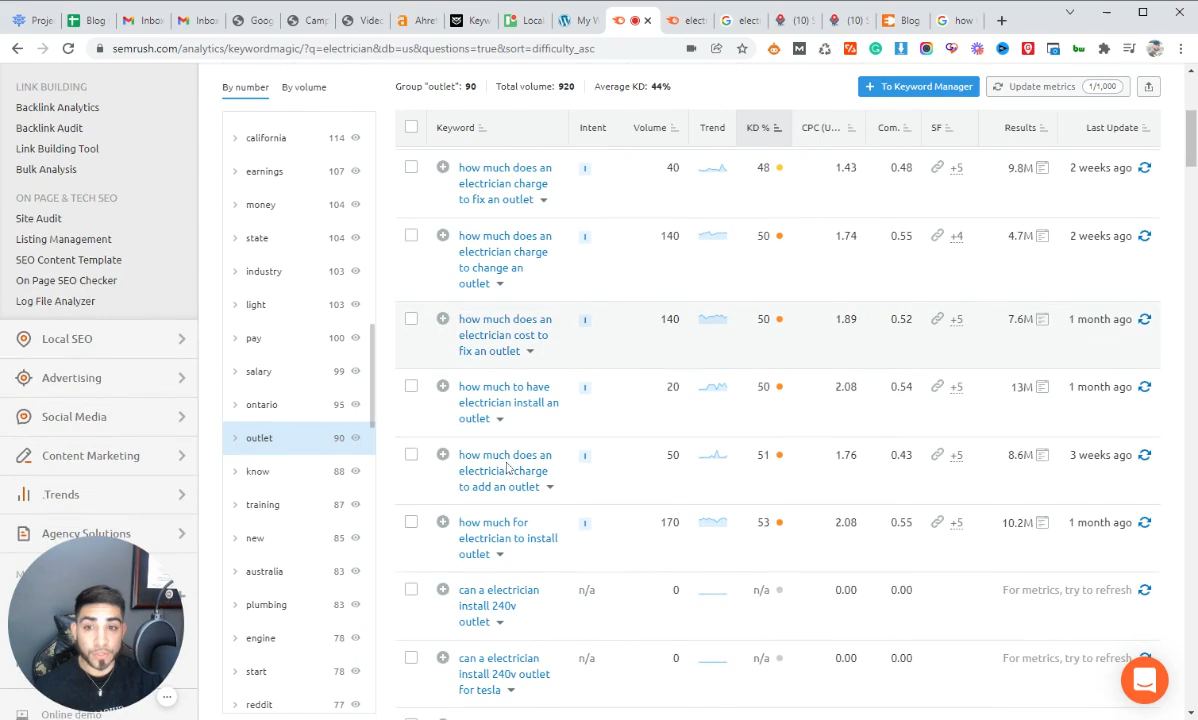 Proje
Blog
Inbo
Inbo
Goog
Camp
Video
Ahre
Keyw
Local
My W
electr
electr
(10) S
(10) S
Blog
how
semrush.com/analytics/keywordmagic/?q=electrician&db=us&questions=true&sort=difficulty_asc
LINK BUILDING
Backlink Analytics
Backlink Audit
Link Building Tool
Bulk Analysis
ON PAGE & TECH SEO
Site Audit
Listing Management
SEO Content Template
On Page SEO Checker
Log File Analyzer
Local SEO
Advertising
Social Media
Content Marketing
.Trends
Agency Solutions
Online demo
By number By volume
california 114
earnings 107
money 104
state 104
industry 103
light 103
pay 100
salary 99
ontario 95
outlet 90
know 88
training 87
new 85
australia 83
plumbing 83
engine 78
start 78
reddit 77
Group "outlet": 90 Total volume: 920 Average KD: 44%
+ To Keyword Manager
Update metrics 1/1,000
Keyword Intent Volume Trend KD % CPC (U... Com. SF Results Last Update
how much does an
electrician charge
to fix an outlet
I 40 48 1.43 0.48 +5 9.8M 2 weeks ago
how much does an
electrician charge
to change an
outlet
I 140 50 1.74 0.55 +4 4.7M 2 weeks ago
how much does an
electrician cost to
fix an outlet
I 140 50 1.89 0.52 +5 7.6M 1 month ago
how much to have
electrician install an
outlet
I 20 50 2.08 0.54 +5 13M 1 month ago
how much does an
electrician charge
to add an outlet
I 50 51 1.76 0.43 +5 8.6M 3 weeks ago
how much for
electrician to install
outlet
I 170 53 2.08 0.55 +5 10.2M 1 month ago
can a electrician
install 240v
outlet
n/a 0 n/a 0.00 0.00 For metrics, try to refresh
can a electrician
install 240v outlet
for tesla
n/a 0 n/a 0.00 0.00 For metrics, try to refresh